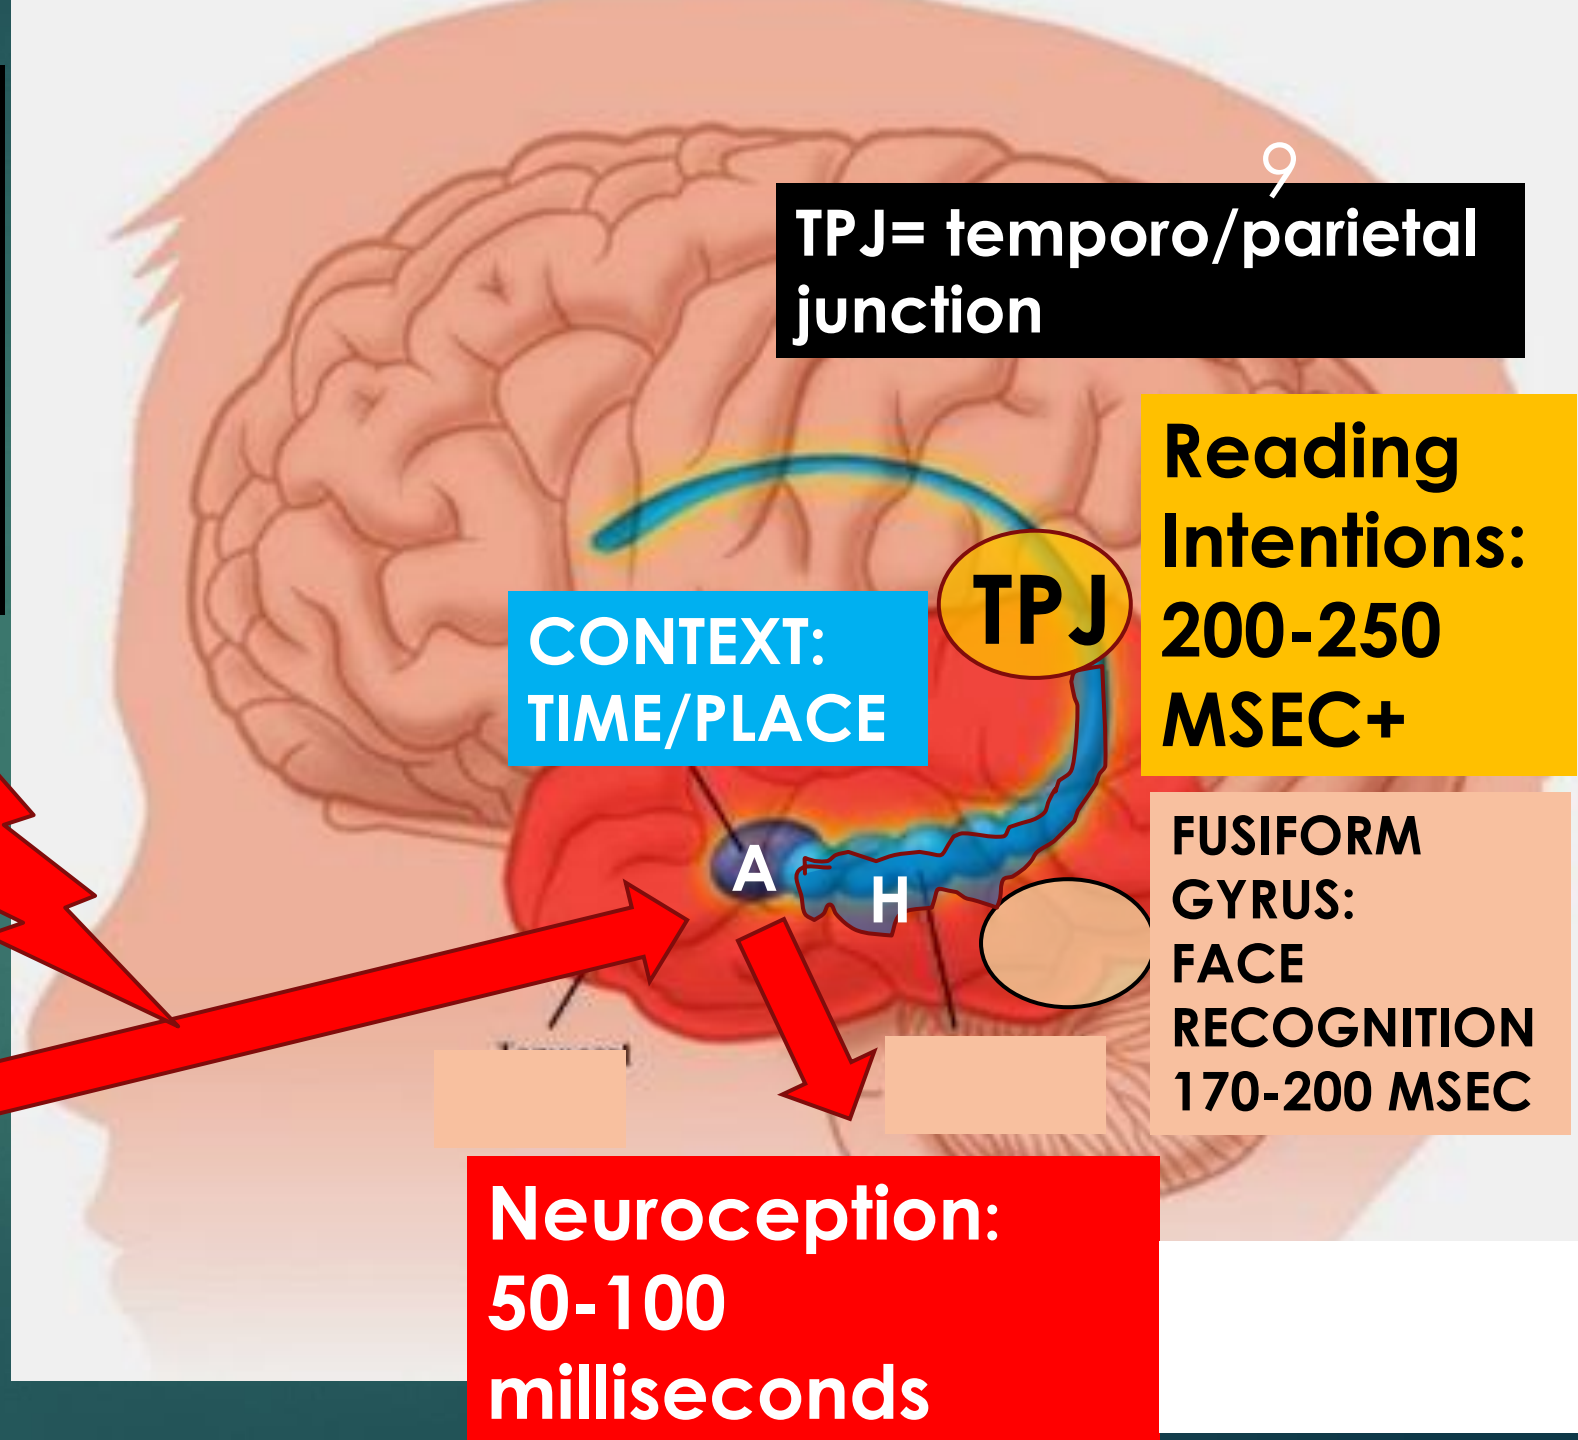 9
TPJ= temporo/parietal
junction
Reading
Intentions:
200-250
MSEC+
TPJ
CONTEXT:
TIME/PLACE
A
H
FUSIFORM
GYRUS:
FACE
RECOGNITION
170-200 MSEC
Neuroception:
50-100
milliseconds